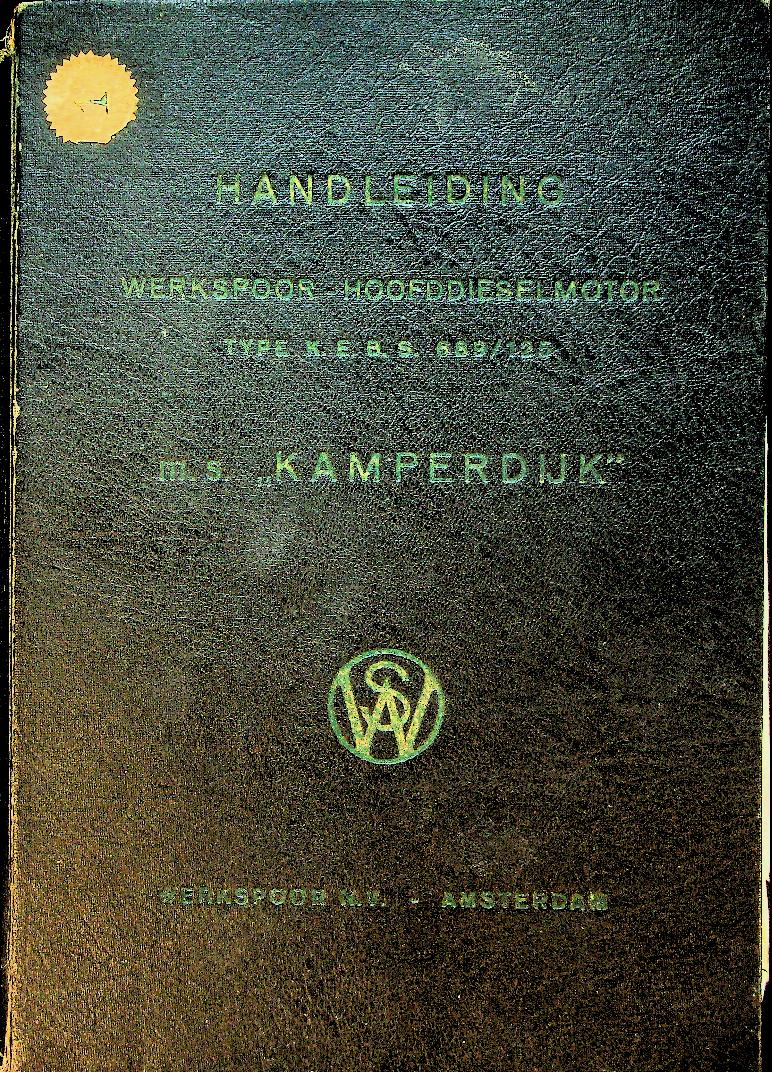 HANDLEIDING
WERKSPOOR - HOOFDDIESELMOTOR
TYPE K. E. B. S.
m.s. „KAMPERDIJK”
WERKSPOOR N.V. - AMSTERDAM